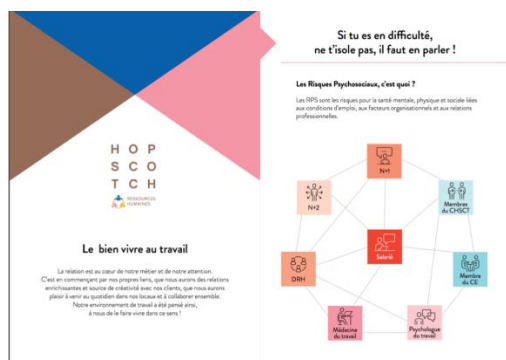 HOP
SCO
TCH
RESSOURCES
HUMAINES
Le bien vivre au travail
La relation est au cœur de notre métier et de notre attention.
C'est en commençant par nos propres liens, que nous aurons des relations
enrichissantes et source de créativité avec nos clients, que nous aurons
plaisir à venir au quotidien dans nos locaux et à collaborer ensemble.
Notre environnement de travail a été pensé ainsi,
à nous de le faire vivre dans ce sens !
Si tu es en difficulté,
ne t'isole pas, il faut en parler !
Les Risques Psychosociaux, c'est quoi ?
Les RPS sont les risques pour la santé mentale, physique et sociale liées
aux conditions d'emploi, aux facteurs organisationnels et aux relations
professionnelles.
N+1
N+2
Membres
du CHSCT
Salarié
DRH
Membre
du CE
Médecine
du travail
Psychologue
du travail